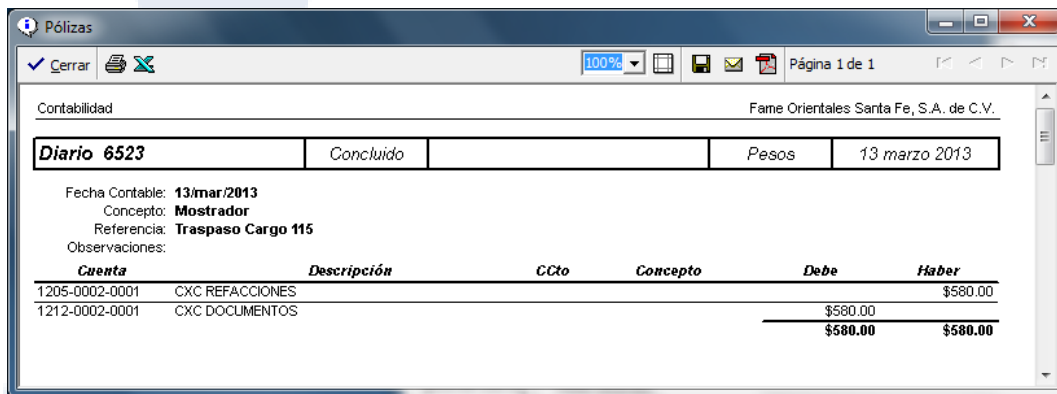 Pólizas
Cerrar 100% Página 1 de 1
Contabilidad Fame Orientales Santa Fe, S.A. de C.V.
Diario 6523 Concluido Pesos 13 marzo 2013
Fecha Contable: 13/mar/2013
Concepto: Mostrador
Referencia: Traspaso Cargo 115
Observaciones:
Cuenta Descripción CCto Concepto Debe Haber
1205-0002-0001 CXC REFACCIONES $580.00
1212-0002-0001 CXC DOCUMENTOS $580.00
$580.00 $580.00